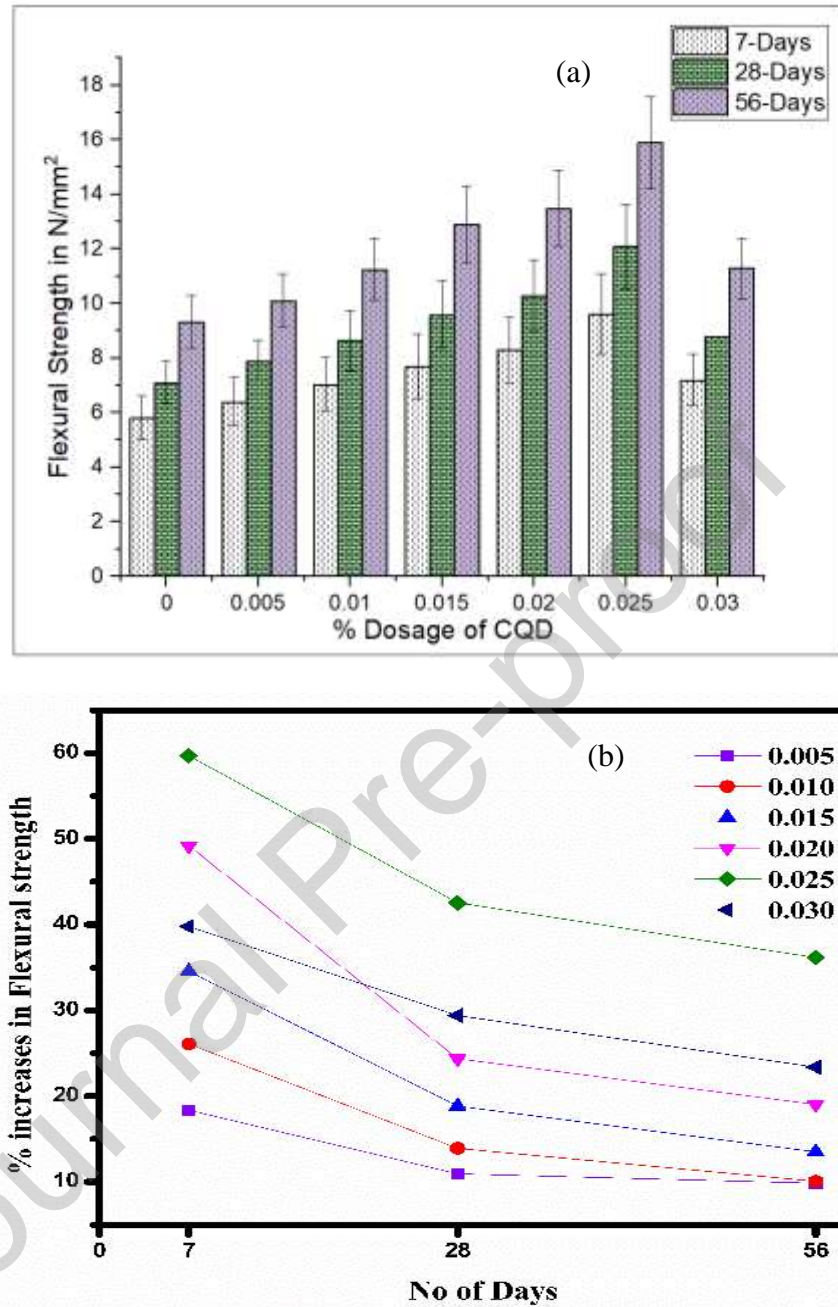 (a)
7-Days
28-Days
56-Days
Flexural Strength in N/mm²
18
16
14
12
10
8
6
4
2
0
0 0.005 0.01 0.015 0.02 0.025 0.03
% Dosage of CQD
Journal Pre-proof
(b)
0.005
0.010
0.015
0.020
0.025
0.030
% increases in Flexural strength
60
50
40
30
20
10
0 7 28 56
No of Days